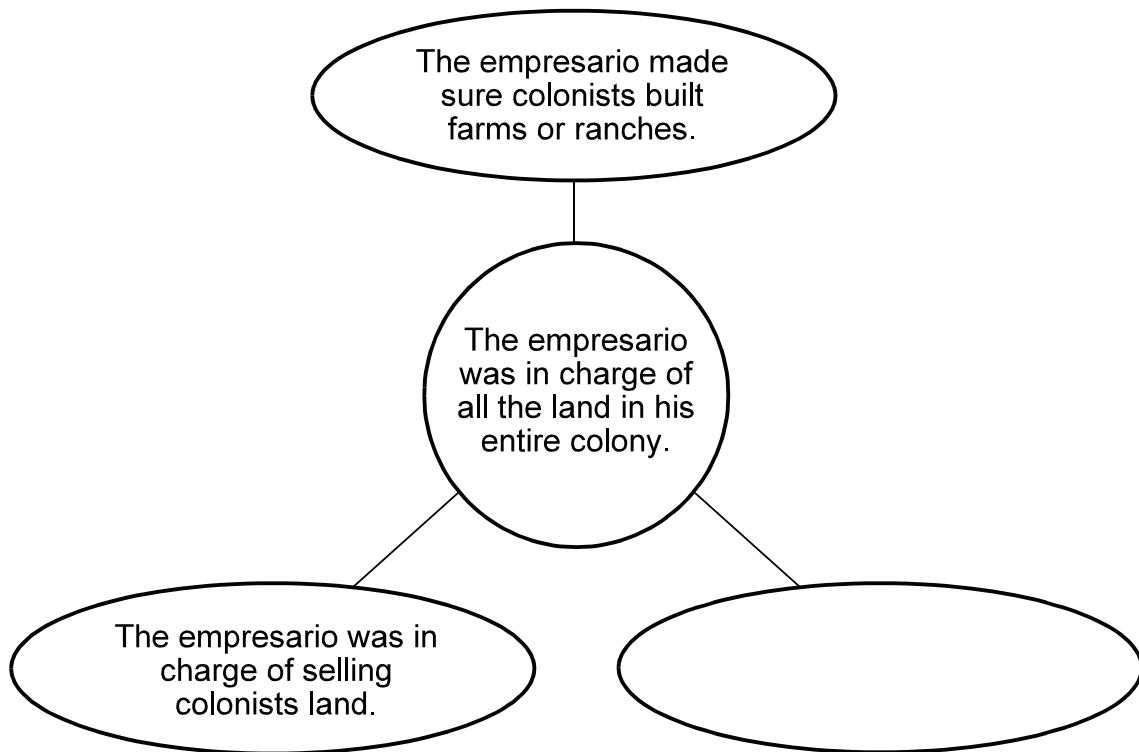 The empresario made
sure colonists built
farms or ranches.
The empresario
was in charge of
all the land in his
entire colony.
The empresario was in
charge of selling
colonists land.